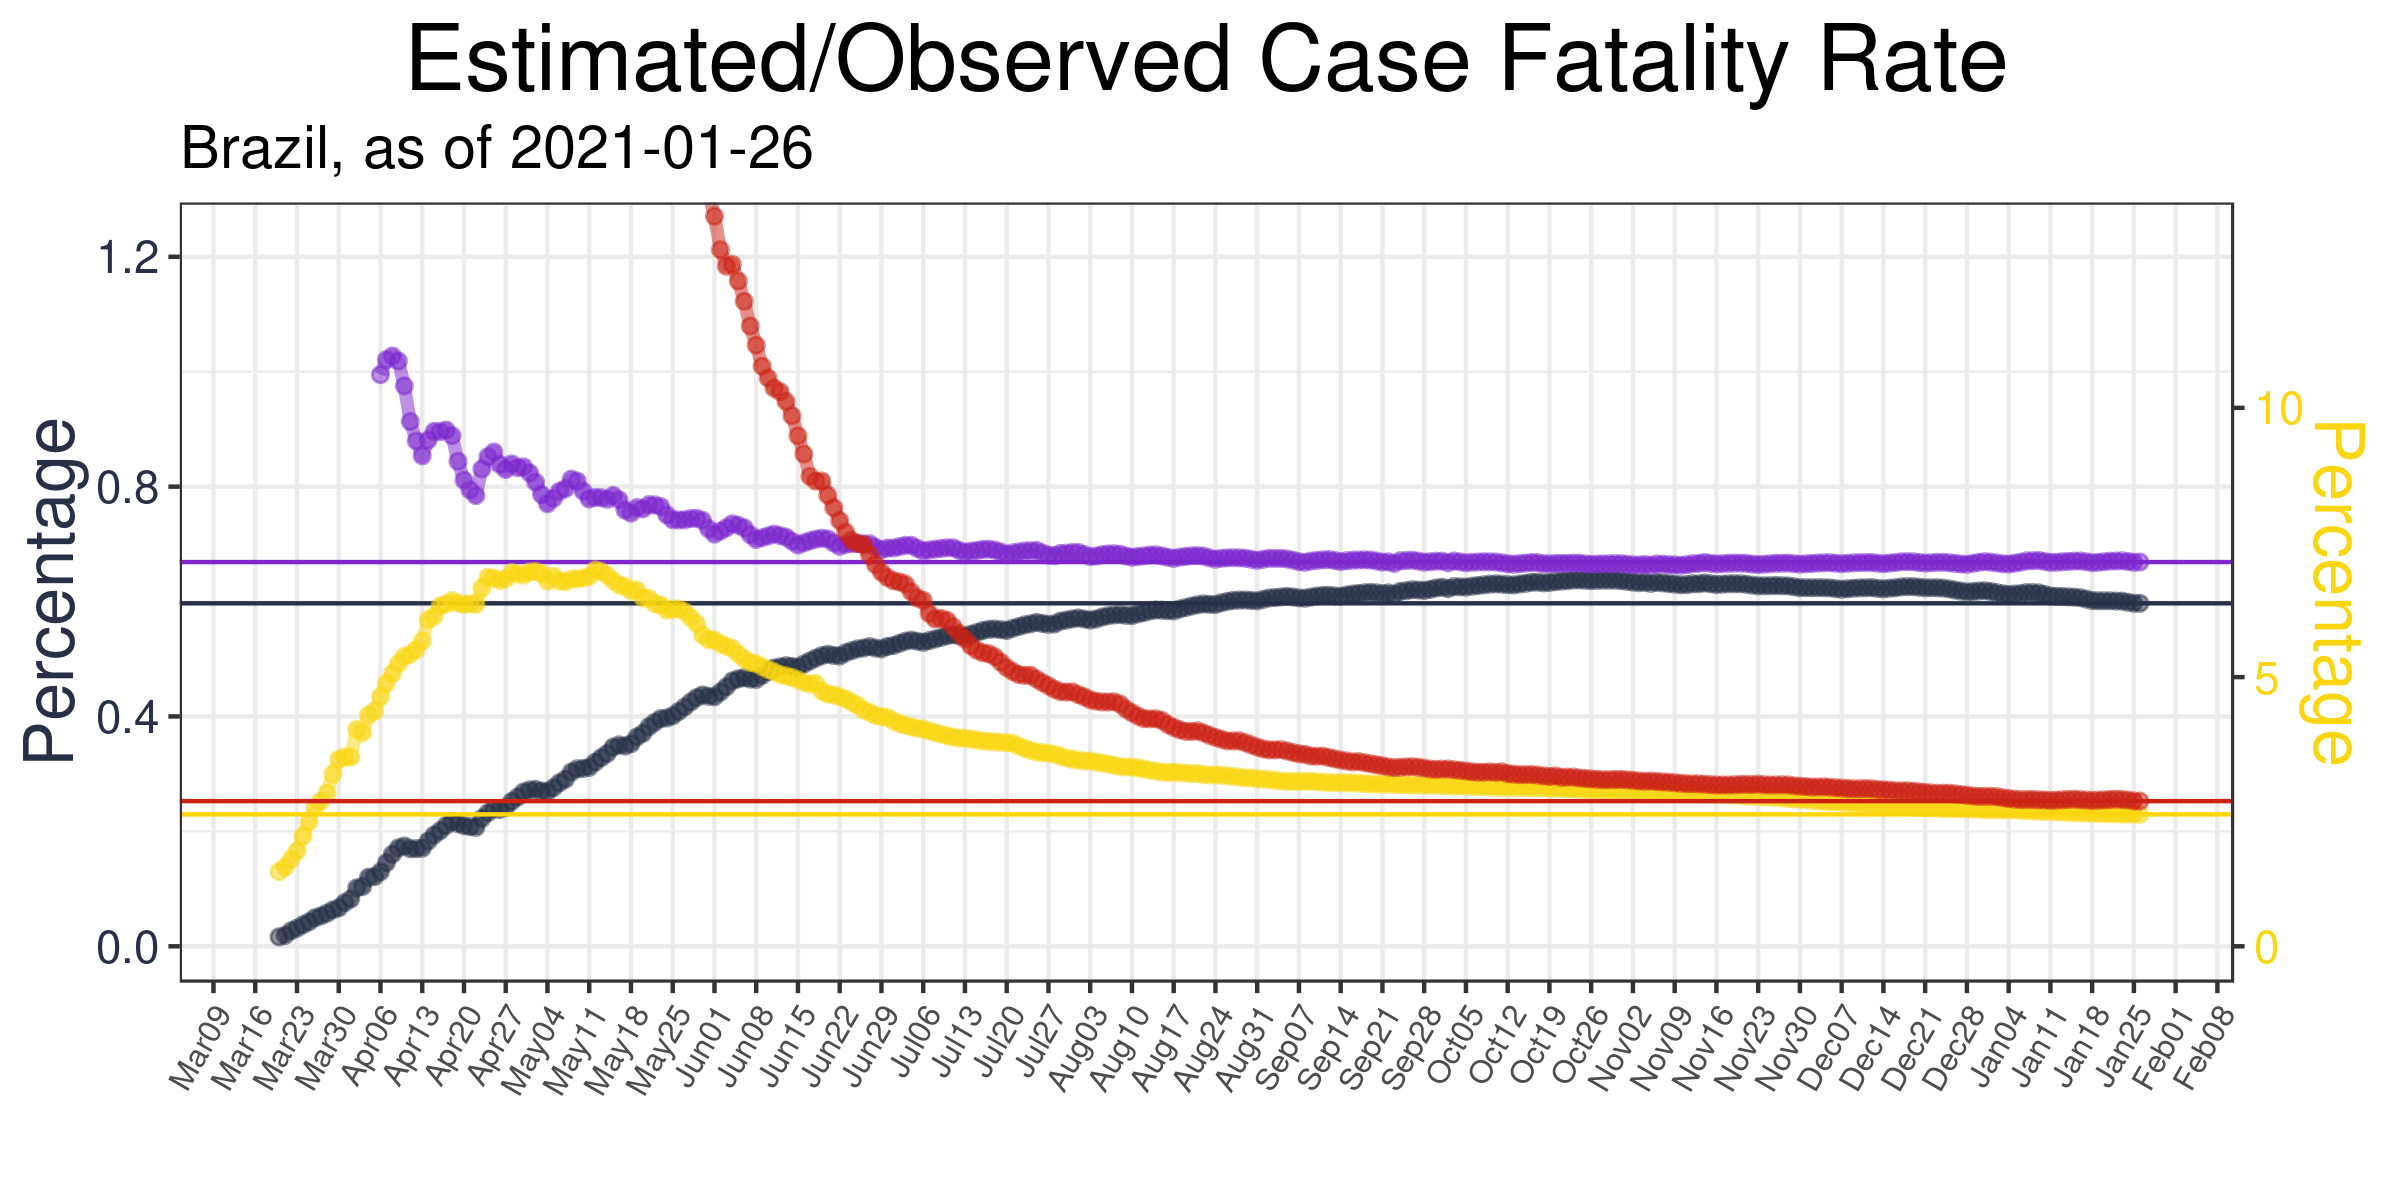 Estimated/Observed Case Fatality Rate
Brazil, as of 2021-01-26
Percentage
1.2
0.8
0.4
0.0
10
5
0
Percentage
Mar09
Mar16
Mar23
Mar30
Apr06
Apr13
Apr20
Apr27
May04
May11
May18
May25
Jun01
Jun08
Jun15
Jun22
Jun29
Jul06
Jul13
Jul20
Jul27
Aug03
Aug10
Aug17
Aug24
Aug31
Sep07
Sep14
Sep21
Sep28
Oct05
Oct12
Oct19
Oct26
Nov02
Nov09
Nov16
Nov23
Nov30
Dec07
Dec14
Dec21
Dec28
Jan04
Jan11
Jan18
Jan25
Feb01
Feb08